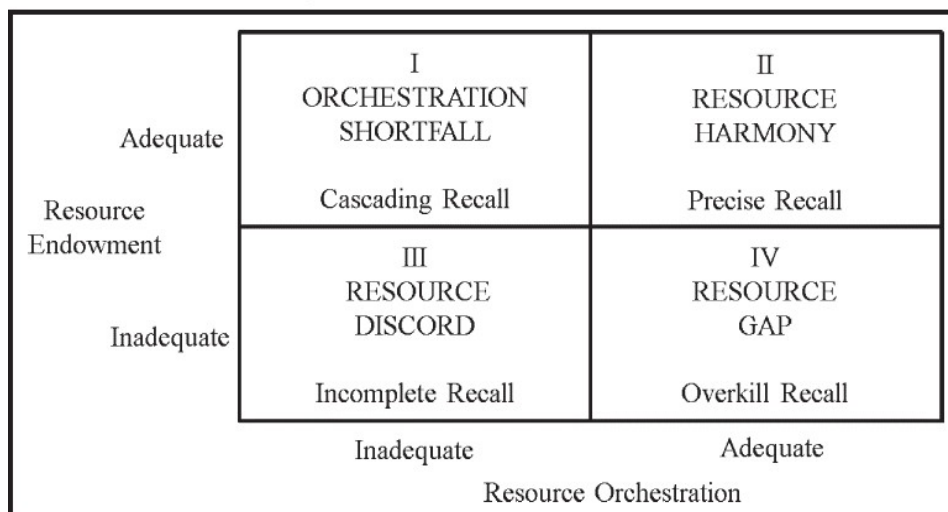 I
ORCHESTRATION
SHORTFALL
Cascading Recall
II
RESOURCE
HARMONY
Precise Recall
Adequate
Resource
Endowment
III
RESOURCE
DISCORD
Incomplete Recall
IV
RESOURCE
GAP
Overkill Recall
Inadequate
Inadequate
Adequate
Resource Orchestration